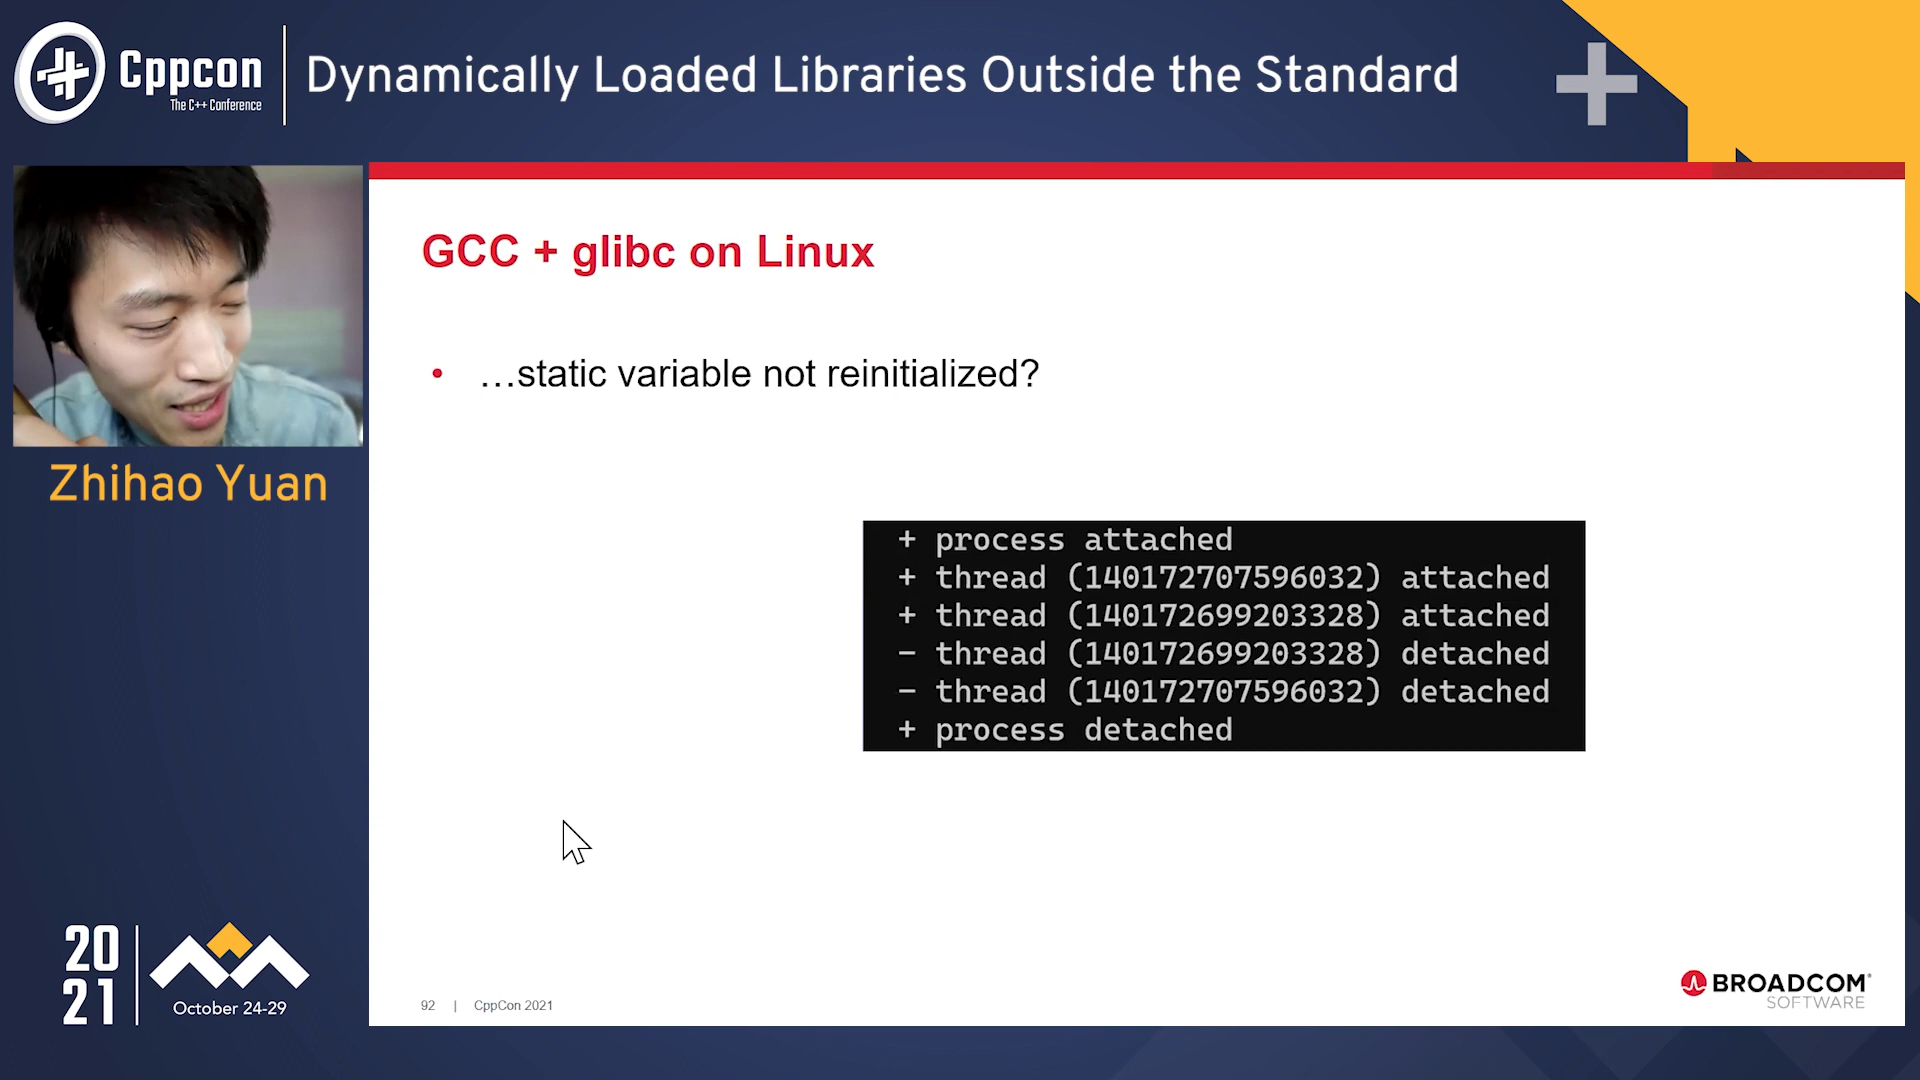 Cppcon
The C++ Conference
Dynamically Loaded Libraries Outside the Standard
Zhihao Yuan
GCC + glibc on Linux
• …static variable not reinitialized?
+ process attached
+ thread (140172707596032) attached
+ thread (140172699203328) attached
− thread (140172699203328) detached
− thread (140172707596032) detached
+ process detached
20
21
October 24-29
92 | CppCon 2021
BROADCOM®
SOFTWARE